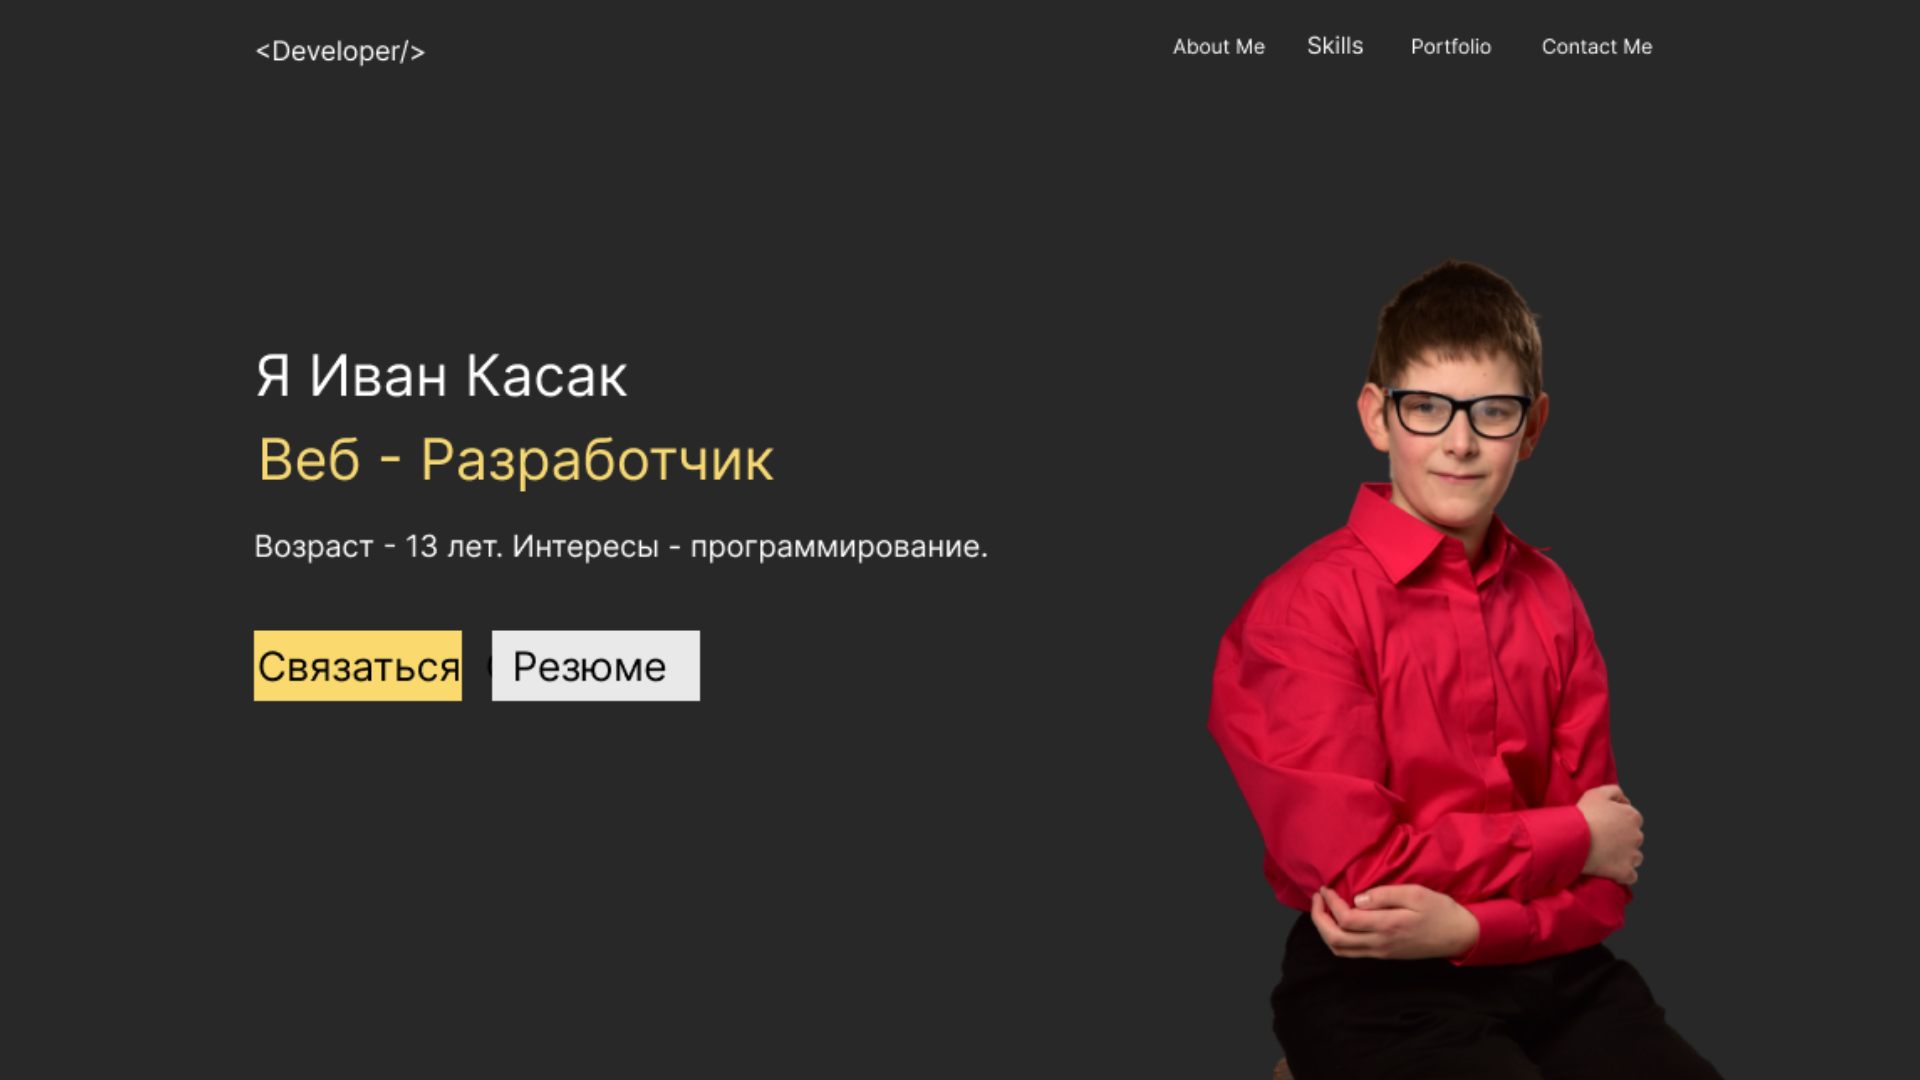 <Developer/>
About Me Skills Portfolio Contact Me
Я Иван Касак
Веб - Разработчик
Возраст - 13 лет. Интересы - программирование.
Связаться Резюме